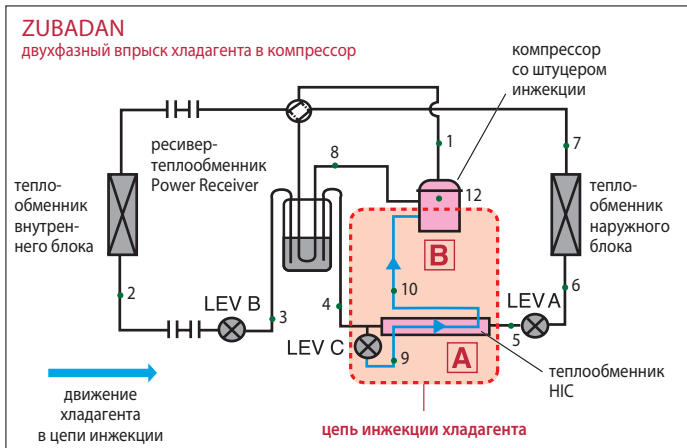 ZUBADAN
двухфазный впрыск хладагента в компрессор
компрессор
со штуцером
инжекции
ресивер-
теплообменник
Power Receiver
1
7
8
12
тепло-
обменник
внутрен-
него блока
тепло-
обменник
наружного
блока
B
2
10
6
LEV B
3
4
LEV A
5
LEV C
9
A
теплообменник
HIC
движение
хладагента
в цепи инжекции
цепь инжекции хладагента